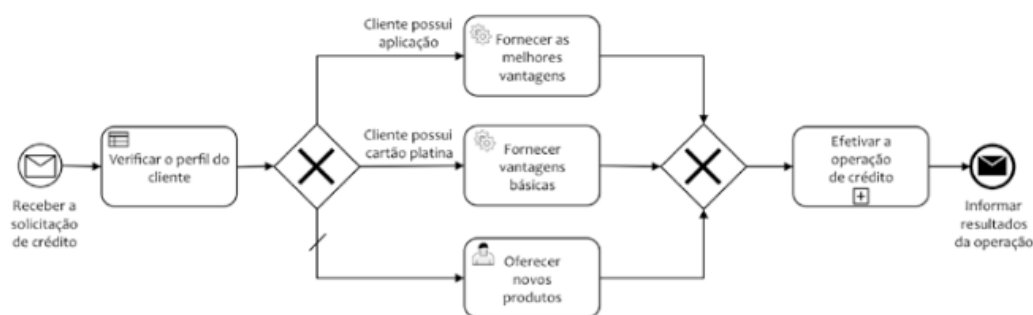 Cliente possui
aplicação
Fornecer as
melhores
vantagens
Verificar o perfil do
cliente
Cliente possui
cartão platina
Fornecer
vantagens
básicas
Efetivar a
operação
de crédito
Receber a
solicitação
de crédito
Informar
resultados
da operação
Oferecer
novos
produtos